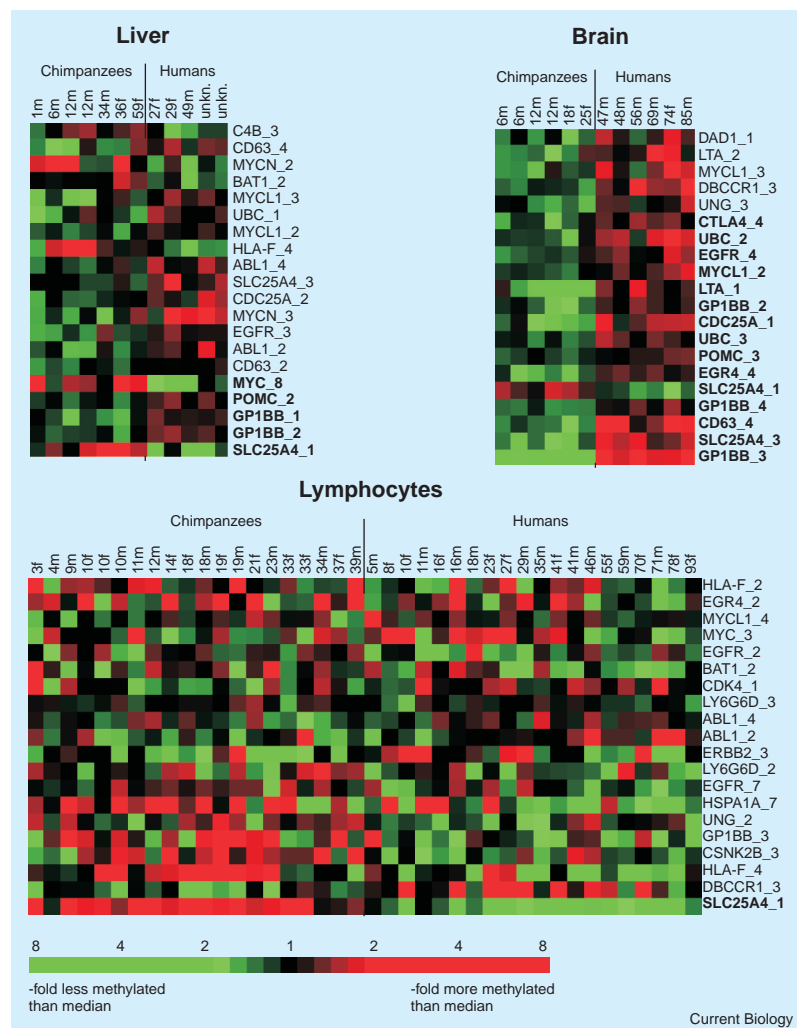 Liver
Chimpanzees Humans
1m 6m 12m 12m 34m 36f 59f 27f 29f 49m unkn. unkn.
C4B_3
CD63_4
MYCN_2
BAT1_2
MYCL1_3
UBC_1
MYCL1_2
HLA-F_4
ABL1_4
SLC25A4_3
CDC25A_2
MYCN_3
EGFR_3
ABL1_2
CD63_2
MYC_8
POMC_2
GP1BB_1
GP1BB_2
SLC25A4_1
Brain
Chimpanzees Humans
6m 6m 12m 12m 18f 25f 47m 48m 56m 69m 74f 85m
DAD1_1
LTA_2
MYCL1_3
DBCCR1_3
UNG_3
CTLA4_4
UBC_2
EGFR_4
MYCL1_2
LTA_1
GP1BB_2
CDC25A_1
UBC_3
POMC_3
EGR4_4
SLC25A4_1
GP1BB_4
CD63_4
SLC25A4_3
GP1BB_3
Lymphocytes
Chimpanzees Humans
3f 4m 9m 10f 10f 10m 11m 12m 14f 18f 18m 19f 19m 21f 23m 33f 33f 34m 37f 39m 5m 8f 10f 11m 16f 16m 18m 23f 27f 29m 35m 41f 41m 46m 55f 59m 70f 71m 78f 93f
HLA-F_2
EGR4_2
MYCL1_4
MYC_3
EGFR_2
BAT1_2
CDK4_1
LY6G6D_3
ABL1_4
ABL1_2
ERBB2_3
LY6G6D_2
EGFR_7
HSPA1A_7
UNG_2
GP1BB_3
CSNK2B_3
HLA-F_4
DBCCR1_3
SLC25A4_1
8 4 2 1 2 4 8
-fold less methylated -fold more methylated
than median than median
Current Biology